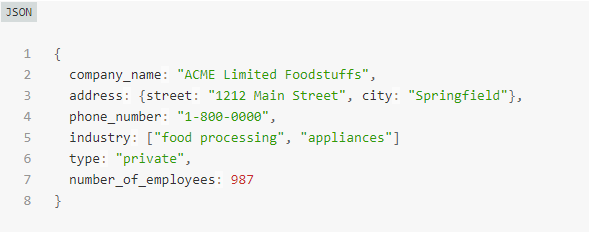 JSON
1 {
2 company_name: "ACME Limited Foodstuffs",
3 address: {street: "1212 Main Street", city: "Springfield"},
4 phone_number: "1-800-0000",
5 industry: ["food processing", "appliances"]
6 type: "private",
7 number_of_employees: 987
8 }